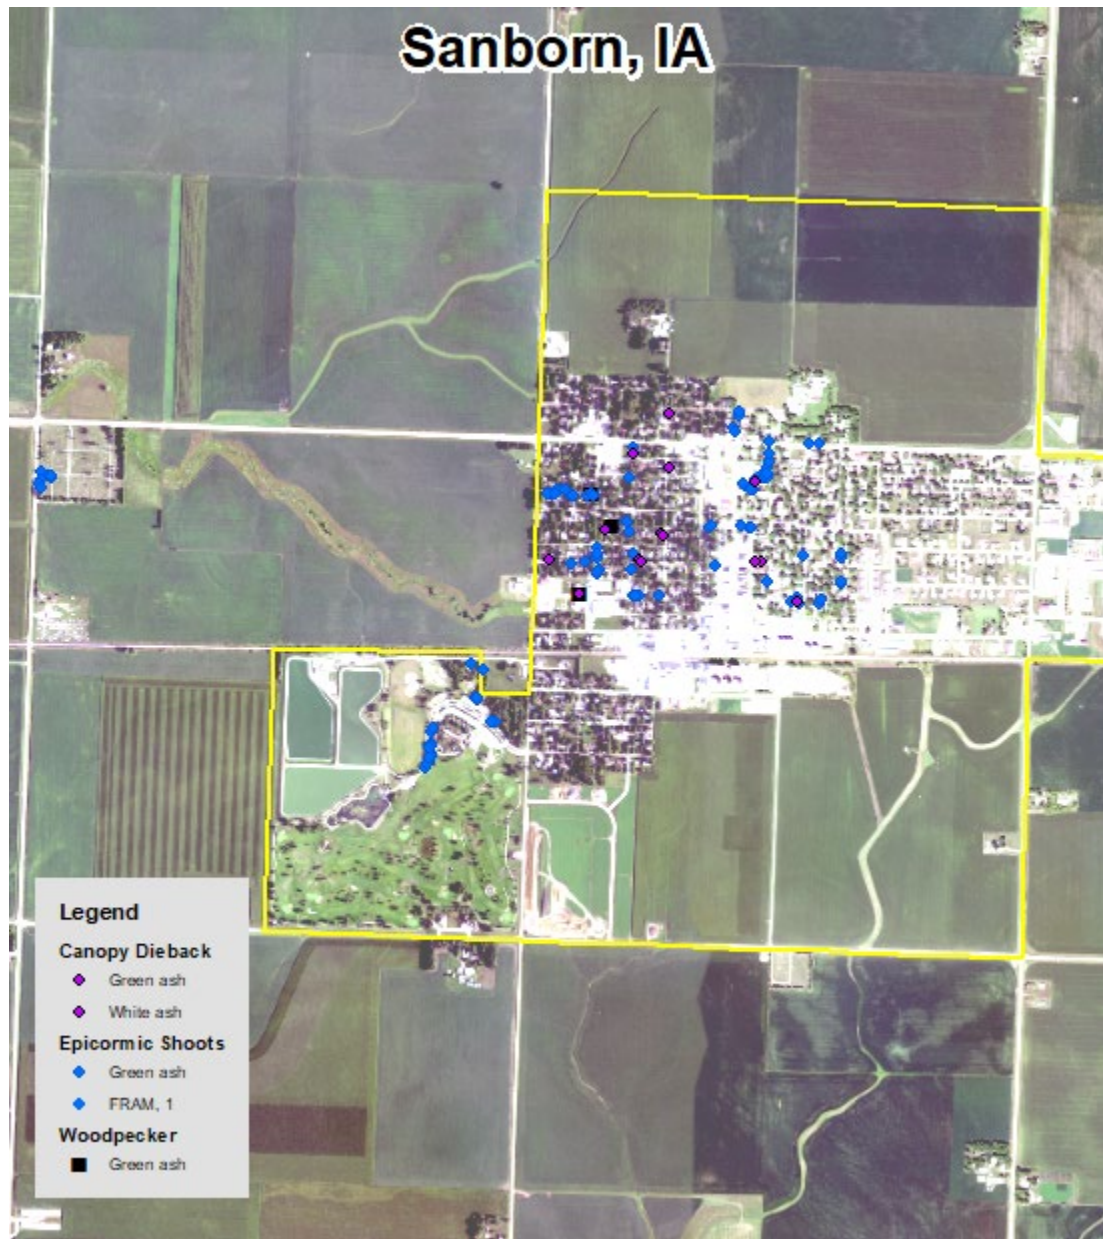 Sanborn, IA
Legend
Canopy Dieback
Green ash
White ash
Epicormic Shoots
Green ash
FRAM, 1
Woodpecker
Green ash